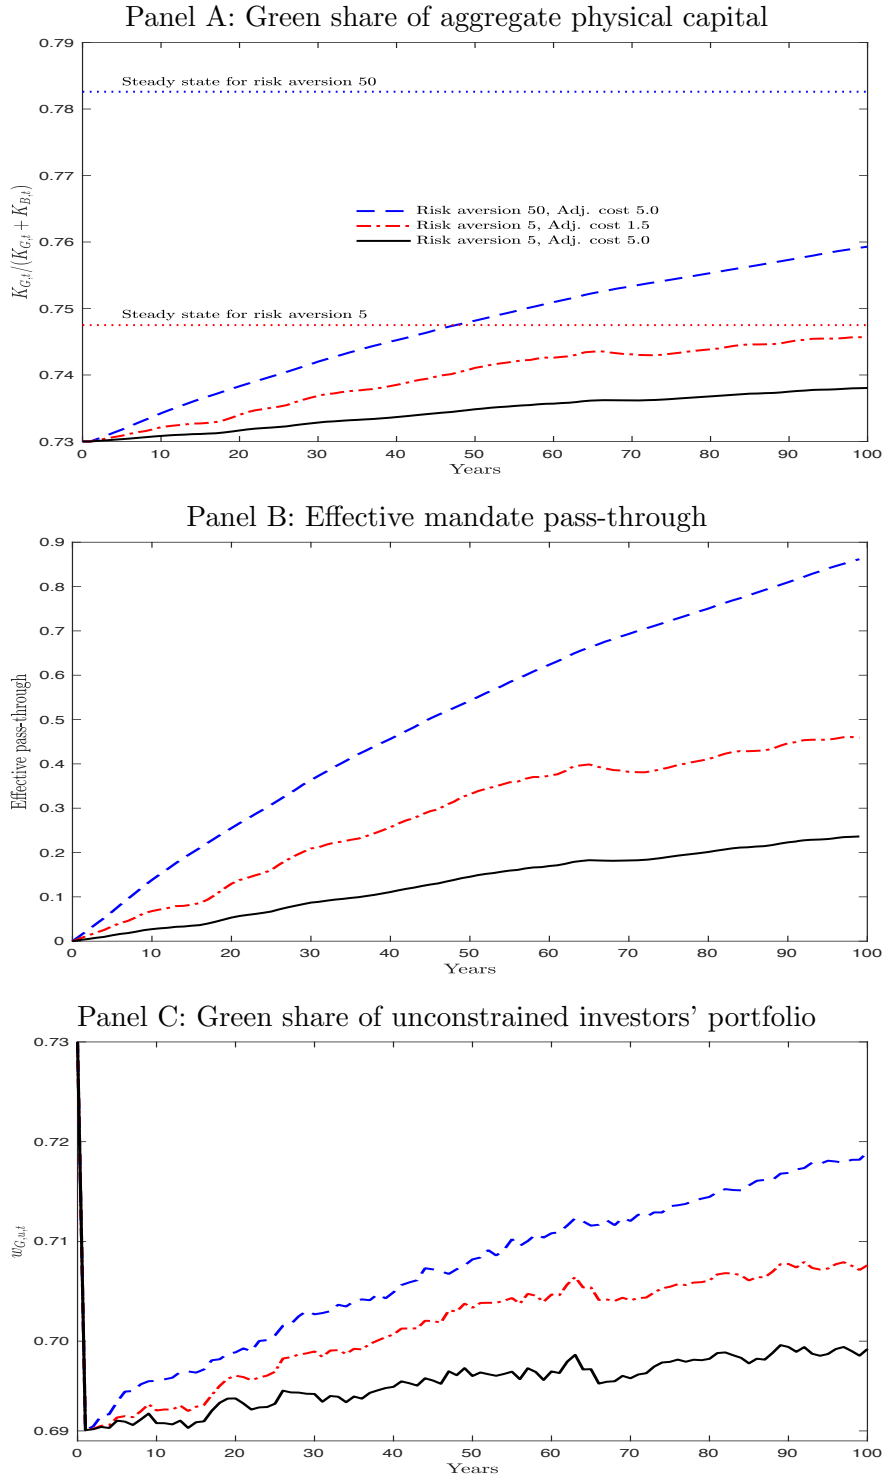 Panel A: Green share of aggregate physical capital
0.79
0.78
0.77
0.76
0.75
0.74
0.73
K_{G,t}/(K_{G,t} + K_{B,t})
Steady state for risk aversion 50
Risk aversion 50, Adj. cost 5.0
Risk aversion 5, Adj. cost 1.5
Risk aversion 5, Adj. cost 5.0
Steady state for risk aversion 5
0 10 20 30 40 50 60 70 80 90 100
Years
Panel B: Effective mandate pass-through
0.9
0.8
0.7
0.6
0.5
0.4
0.3
0.2
0.1
0
Effective pass-through
0 10 20 30 40 50 60 70 80 90 100
Years
Panel C: Green share of unconstrained investors' portfolio
0.73
0.72
0.71
0.70
0.69
w_{G,u,t}
0 10 20 30 40 50 60 70 80 90 100
Years